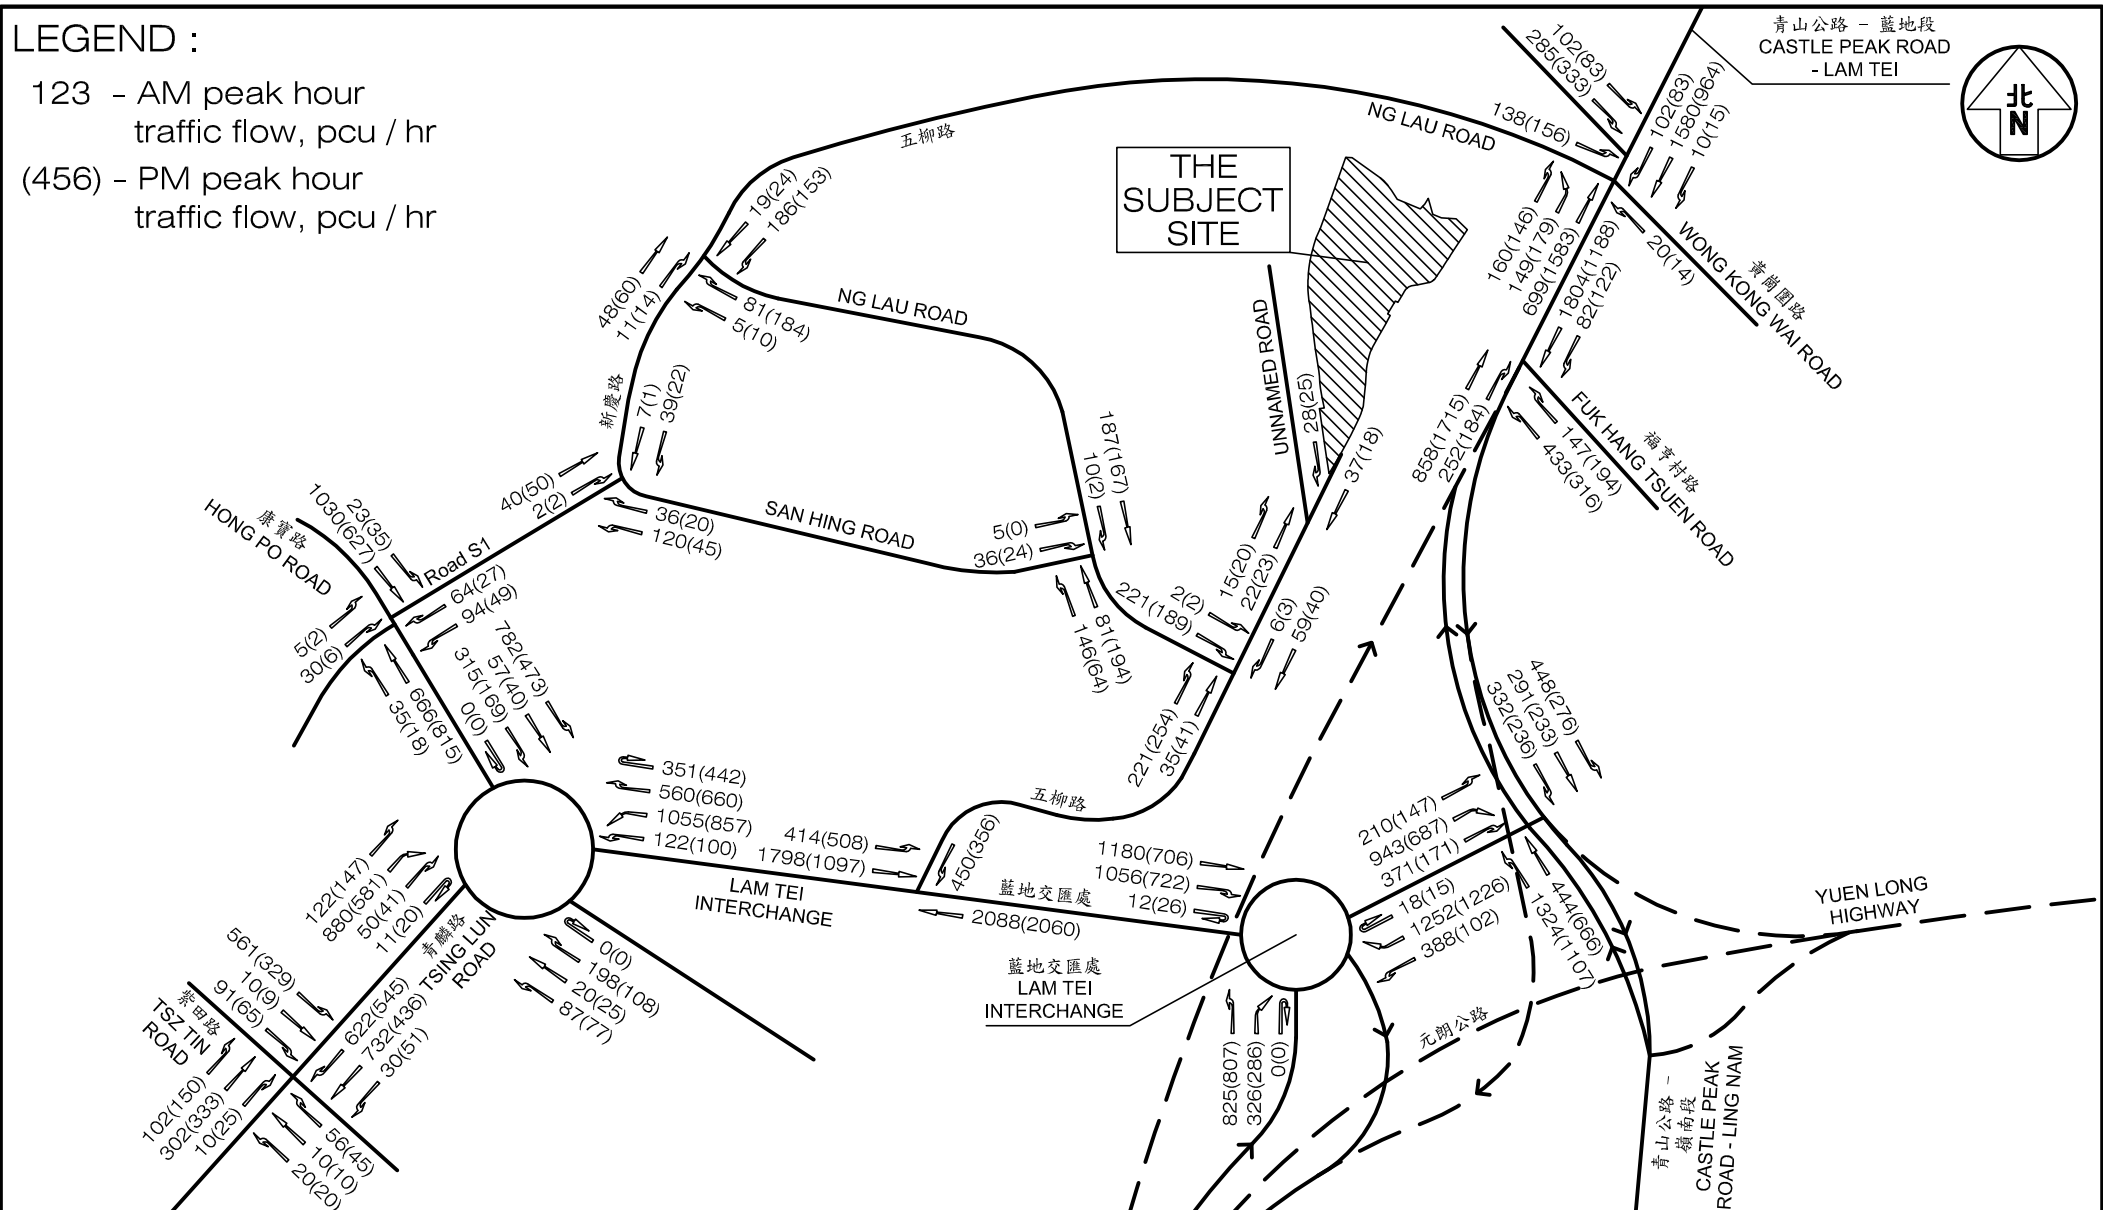 LEGEND :
123 - AM peak hour
traffic flow, pcu / hr
(456) - PM peak hour
traffic flow, pcu / hr
青山公路 - 藍地段
CASTLE PEAK ROAD
- LAM TEI
北
N
102(83)
285(333)
138(156)
102(83)
1580(964)
10(15)
NG LAU ROAD
五柳路
THE
SUBJECT
SITE
19(24)
186(153)
160(146)
149(179)
699(1583)
1804(1188)
82(122)
20(14)
黃崗圍路
WONG KONG WAI ROAD
48(60)
11(14)
81(184)
5(10)
NG LAU ROAD
UNNAMED ROAD
28(25)
37(18)
858(1715)
252(184)
147(194)
433(316)
福亨村路
FUK HANG TSUEN ROAD
新慶路
7(1)
39(22)
40(50)
2(2)
36(20)
120(45)
SAN HING ROAD
187(167)
10(2)
5(0)
36(24)
81(194)
146(64)
15(20)
22(23)
2(2)
221(189)
6(3)
59(40)
221(254)
35(41)
康寶路
HONG PO ROAD
23(35)
1030(627)
Road S1
64(27)
94(49)
5(2)
30(6)
666(815)
35(18)
782(473)
57(40)
315(169)
0(0)
351(442)
560(660)
1055(857)
122(100)
414(508)
1798(1097)
五柳路
450(356)
LAM TEI
INTERCHANGE
藍地交匯處
1180(706)
1056(722)
12(26)
2088(2060)
藍地交匯處
LAM TEI
INTERCHANGE
448(276)
291(233)
332(236)
210(147)
943(687)
371(171)
18(15)
1252(1226)
388(102)
444(666)
1324(1107)
YUEN LONG
HIGHWAY
元朗公路
825(807)
326(286)
0(0)
青山公路 -
嶺南段
CASTLE PEAK
ROAD - LING NAM
122(147)
880(581)
50(41)
11(20)
青麟路
TSING LUN
ROAD
0(0)
198(108)
20(25)
87(77)
561(329)
10(9)
91(65)
622(545)
732(436)
30(51)
紫田路
TSZ TIN
ROAD
102(150)
302(333)
10(25)
56(45)
10(10)
20(20)